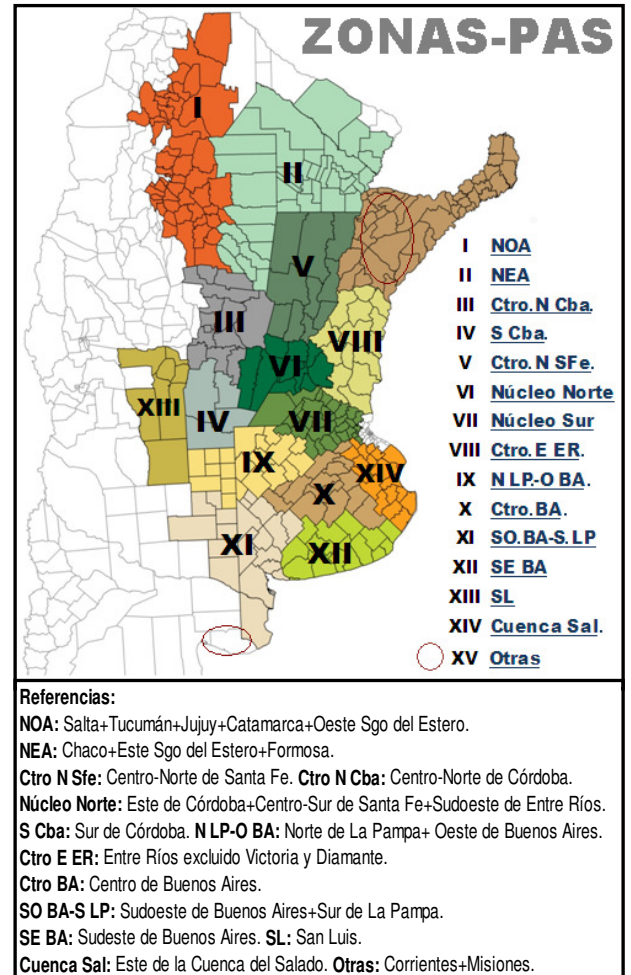 ZONAS-PAS
I
II
V
III
VIII
VI
XIII
IV
VII
IX
XIV
X
XI
XII
I NOA
II NEA
III Ctro.N Cba.
IV S Cba.
V Ctro.N SFe.
VI Núcleo Norte
VII Núcleo Sur
VIII Ctro.E ER.
IX N LP.-O BA.
X Ctro.BA.
XI SO.BA-S.LP
XII SE BA
XIII SL
XIV Cuenca Sal.
XV Otras
Referencias:
NOA: Salta+Tucumán+Jujuy+Catamarca+Oeste Sgo del Estero.
NEA: Chaco+Este Sgo del Estero+Formosa.
Ctro N Sfe: Centro-Norte de Santa Fe. Ctro N Cba: Centro-Norte de Córdoba.
Núcleo Norte: Este de Córdoba+Centro-Sur de Santa Fe+Sudoeste de Entre Ríos.
S Cba: Sur de Córdoba. N LP-O BA: Norte de La Pampa+ Oeste de Buenos Aires.
Ctro E ER: Entre Ríos excluido Victoria y Diamante.
Ctro BA: Centro de Buenos Aires.
SO BA-S LP: Sudoeste de Buenos Aires+Sur de La Pampa.
SE BA: Sudeste de Buenos Aires. SL: San Luis.
Cuenca Sal: Este de la Cuenca del Salado. Otras: Corrientes+Misiones.